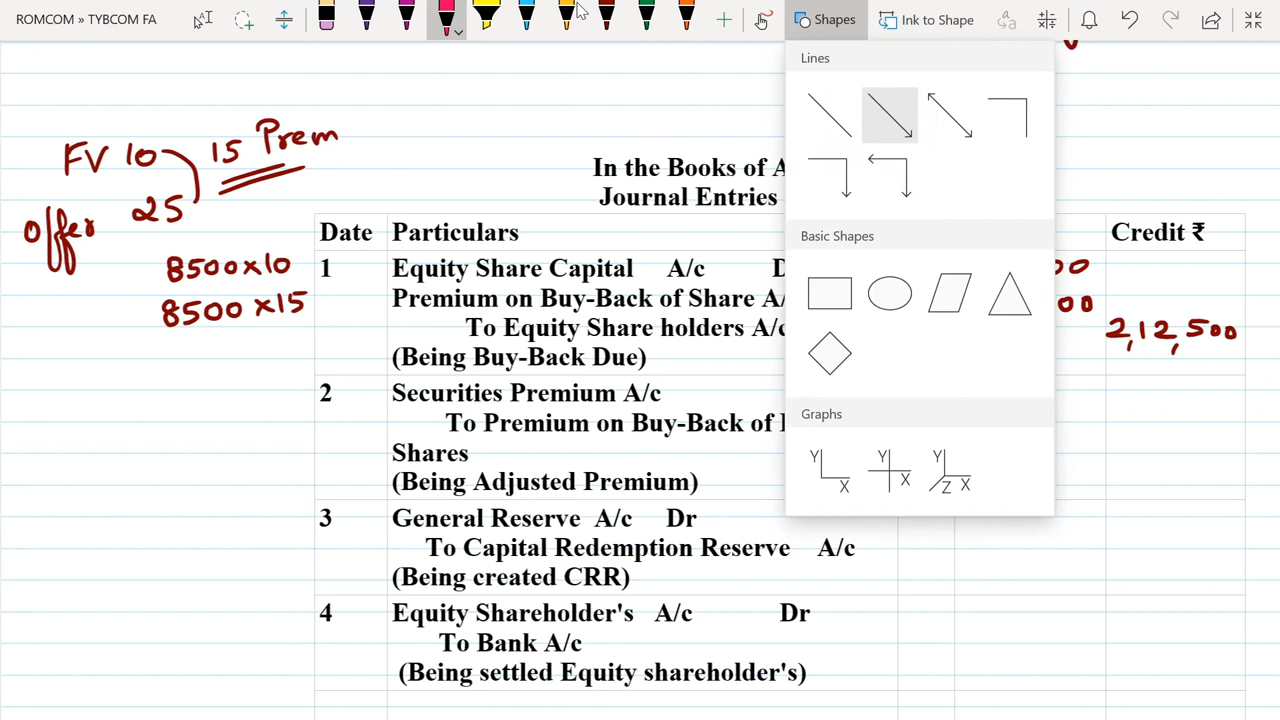 ROMCOM » TYBCOM FA
Shapes
Ink to Shape
Lines
FV 10
15 Prem
Offer 25
In the Books of A
Journal Entries
Basic Shapes
Date Particulars Credit ₹
8500×10
1 Equity Share Capital A/c D 00
8500×15
Premium on Buy-Back of Share A/ 00
To Equity Share holders A/c 2,12,500
(Being Buy-Back Due)
2 Securities Premium A/c
Graphs
To Premium on Buy-Back of
Y X Y X Y Z X
Shares
(Being Adjusted Premium)
3 General Reserve A/c Dr
To Capital Redemption Reserve A/c
(Being created CRR)
4 Equity Shareholder's A/c Dr
To Bank A/c
(Being settled Equity shareholder's)